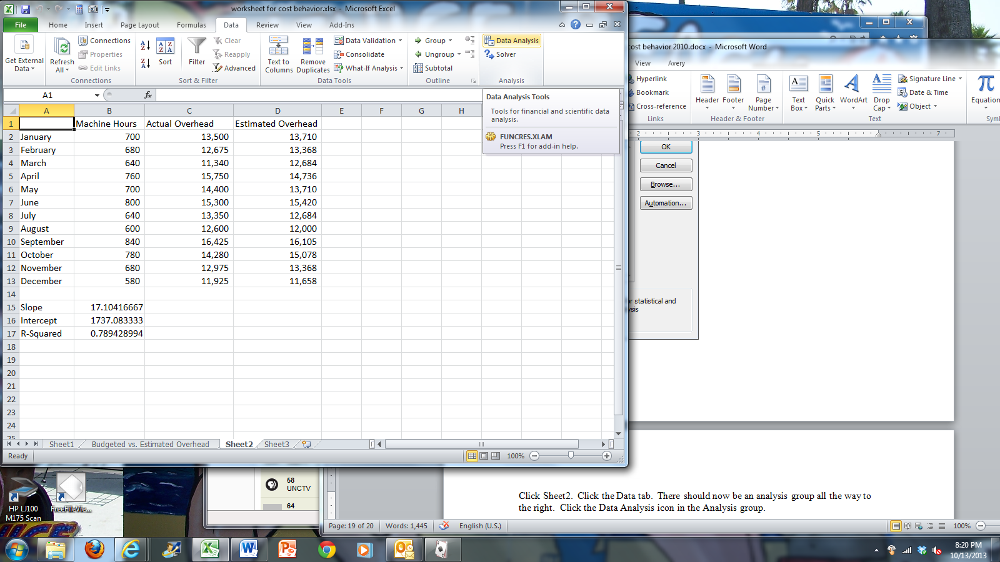 worksheet for cost behavior.xlsx - Microsoft Excel
File Home Insert Page Layout Formulas Data Review View Add-Ins
Get External Data
Refresh All
Connections
Properties
Edit Links
Connections
Sort
Filter
Clear
Reapply
Advanced
Sort & Filter
Text to Columns
Remove Duplicates
Data Validation
Consolidate
What-If Analysis
Data Tools
Group
Ungroup
Subtotal
Outline
Data Analysis
Solver
Analysis
A1 fx
Data Analysis Tools
Tools for financial and scientific data
analysis.
FUNCRES.XLAM
Press F1 for add-in help.
A B C D E F G H
1 Machine Hours Actual Overhead Estimated Overhead
2 January 700 13,500 13,710
3 February 680 12,675 13,368
4 March 640 11,340 12,684
5 April 760 15,750 14,736
6 May 700 14,400 13,710
7 June 800 15,300 15,420
8 July 640 13,350 12,684
9 August 600 12,600 12,000
10 September 840 16,425 16,105
11 October 780 14,280 15,078
12 November 680 12,975 13,368
13 December 580 11,925 11,658
14
15 Slope 17.10416667
16 Intercept 1737.083333
17 R-Squared 0.789428994
18
19
20
21
22
23
24
25
Sheet1 Budgeted vs. Estimated Overhead Sheet2 Sheet3
Ready 100%
cost behavior 2010.docx - Microsoft Word
View Avery
Hyperlink
Bookmark
Cross-reference
Links
Header
Footer
Page Number
Header & Footer
Text Box
Quick Parts
WordArt
Drop Cap
Signature Line
Date & Time
Object
Text
Equation
2 3 4 5 7
OK
Cancel
Browse...
Automation...
or statistical and
ysis
Click Sheet2. Click the Data tab. There should now be an analysis group all the way to
the right. Click the Data Analysis icon in the Analysis group.
Page: 19 of 20 Words: 1,445 English (U.S.) 100%
58
UNCTV
64
HP LJ100
M175 Scan
FreeFileVie...
8:20 PM
10/13/2013